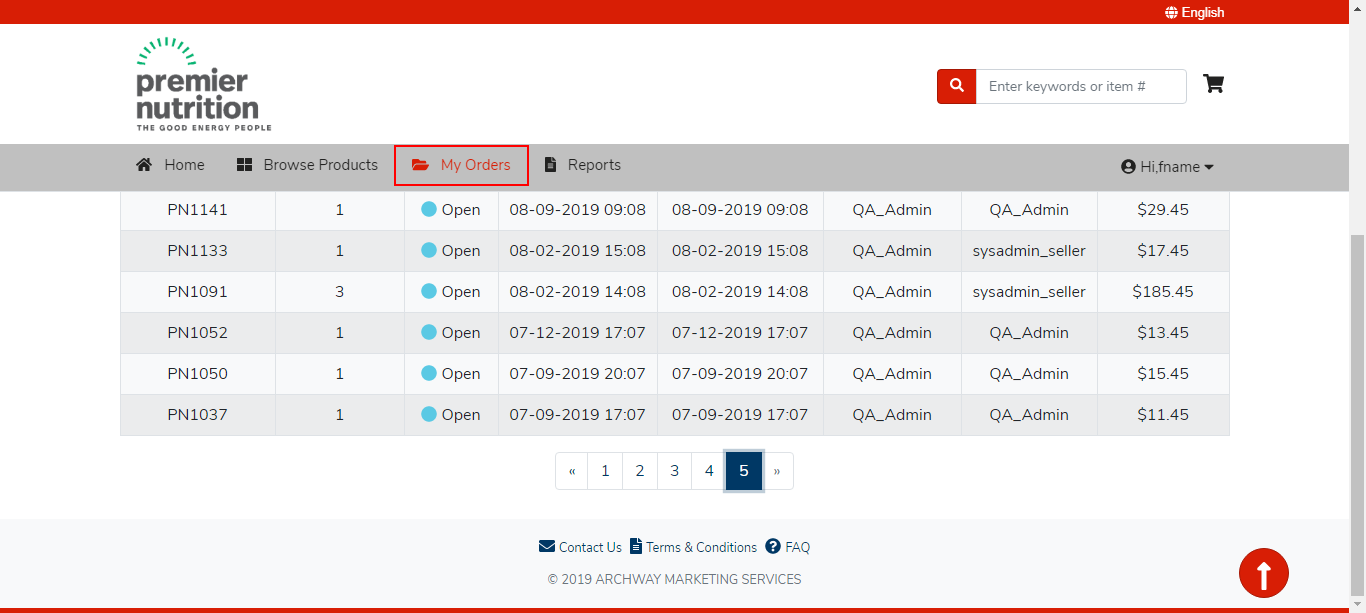 English
premier
nutrition
THE GOOD ENERGY PEOPLE
Enter keywords or item #
Home Browse Products My Orders Reports Hi,fname
PN1141 1 Open 08-09-2019 09:08 08-09-2019 09:08 QA_Admin QA_Admin $29.45
PN1133 1 Open 08-02-2019 15:08 08-02-2019 15:08 QA_Admin sysadmin_seller $17.45
PN1091 3 Open 08-02-2019 14:08 08-02-2019 14:08 QA_Admin sysadmin_seller $185.45
PN1052 1 Open 07-12-2019 17:07 07-12-2019 17:07 QA_Admin QA_Admin $13.45
PN1050 1 Open 07-09-2019 20:07 07-09-2019 20:07 QA_Admin QA_Admin $15.45
PN1037 1 Open 07-09-2019 17:07 07-09-2019 17:07 QA_Admin QA_Admin $11.45
« 1 2 3 4 5 »
Contact Us Terms & Conditions FAQ
© 2019 ARCHWAY MARKETING SERVICES